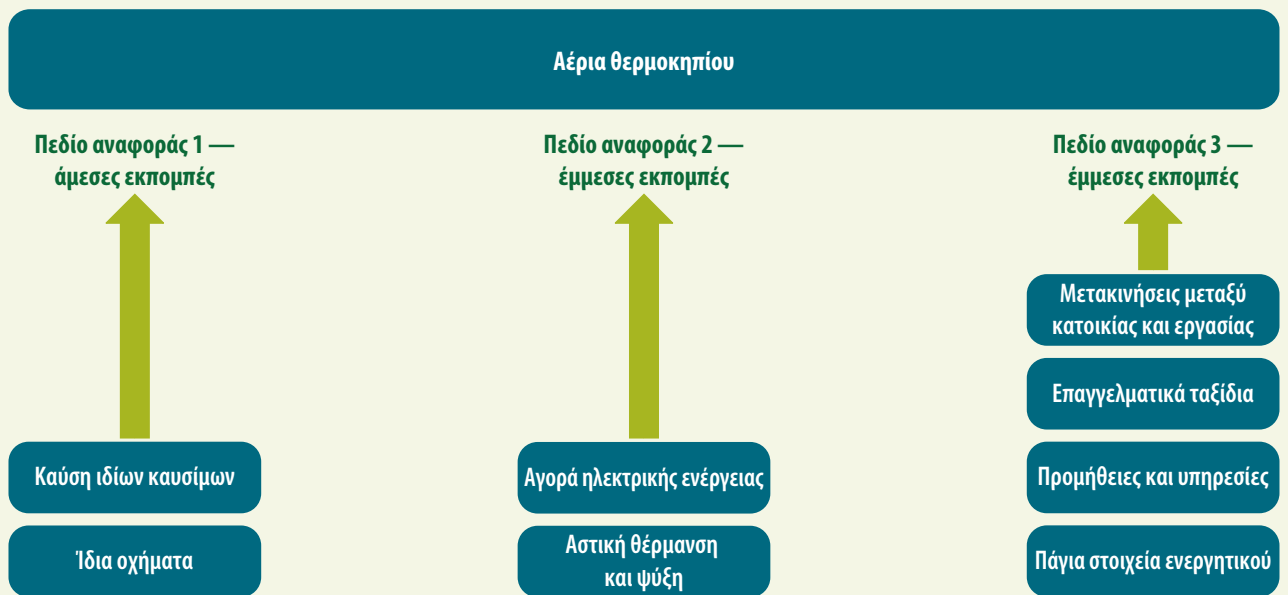 Αέρια θερμοκηπίου
Πεδίο αναφοράς 1 —
άμεσες εκπομπές
Πεδίο αναφοράς 2 —
έμμεσες εκπομπές
Πεδίο αναφοράς 3 —
έμμεσες εκπομπές
Καύση ιδίων καυσίμων
Ίδια οχήματα
Αγορά ηλεκτρικής ενέργειας
Αστική θέρμανση
και ψύξη
Μετακινήσεις μεταξύ
κατοικίας και εργασίας
Επαγγελματικά ταξίδια
Προμήθειες και υπηρεσίες
Πάγια στοιχεία ενεργητικού